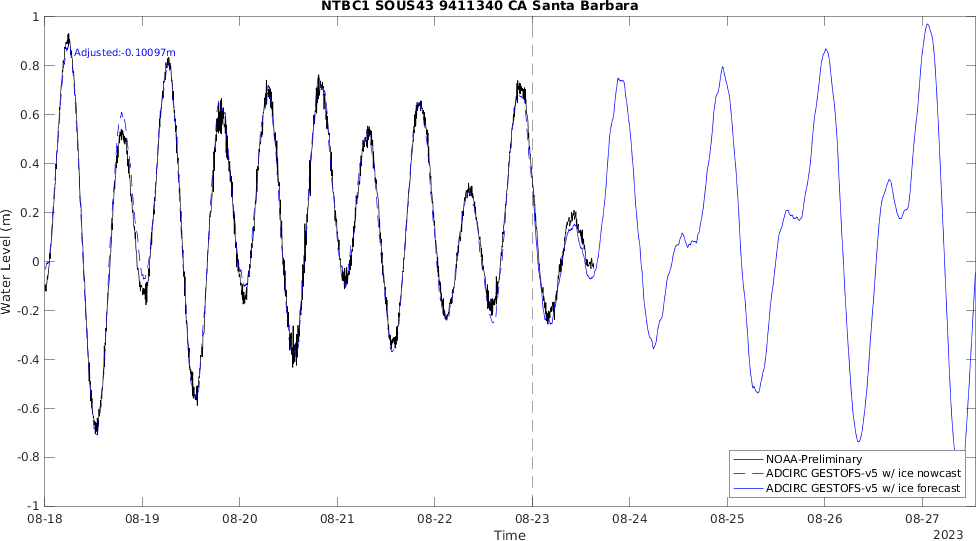 NTBC1 SOUS43 9411340 CA Santa Barbara
Adjusted:-0.10097m
Water Level (m)
1
0.8
0.6
0.4
0.2
0
-0.2
-0.4
-0.6
-0.8
-1
NOAA-Preliminary
ADCIRC GESTOFS-v5 w/ ice nowcast
ADCIRC GESTOFS-v5 w/ ice forecast
08-18 08-19 08-20 08-21 08-22 08-23 08-24 08-25 08-26 08-27
Time
2023